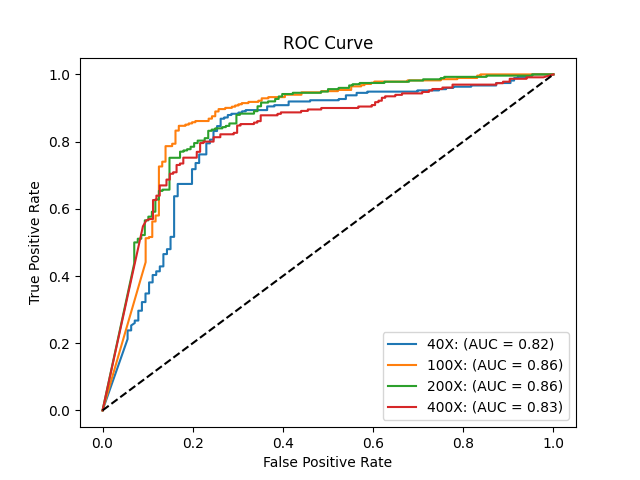 ROC Curve
1.0
0.8
0.6
0.4
0.2
0.0
True Positive Rate
40X: (AUC = 0.82)
100X: (AUC = 0.86)
200X: (AUC = 0.86)
400X: (AUC = 0.83)
0.0 0.2 0.4 0.6 0.8 1.0
False Positive Rate